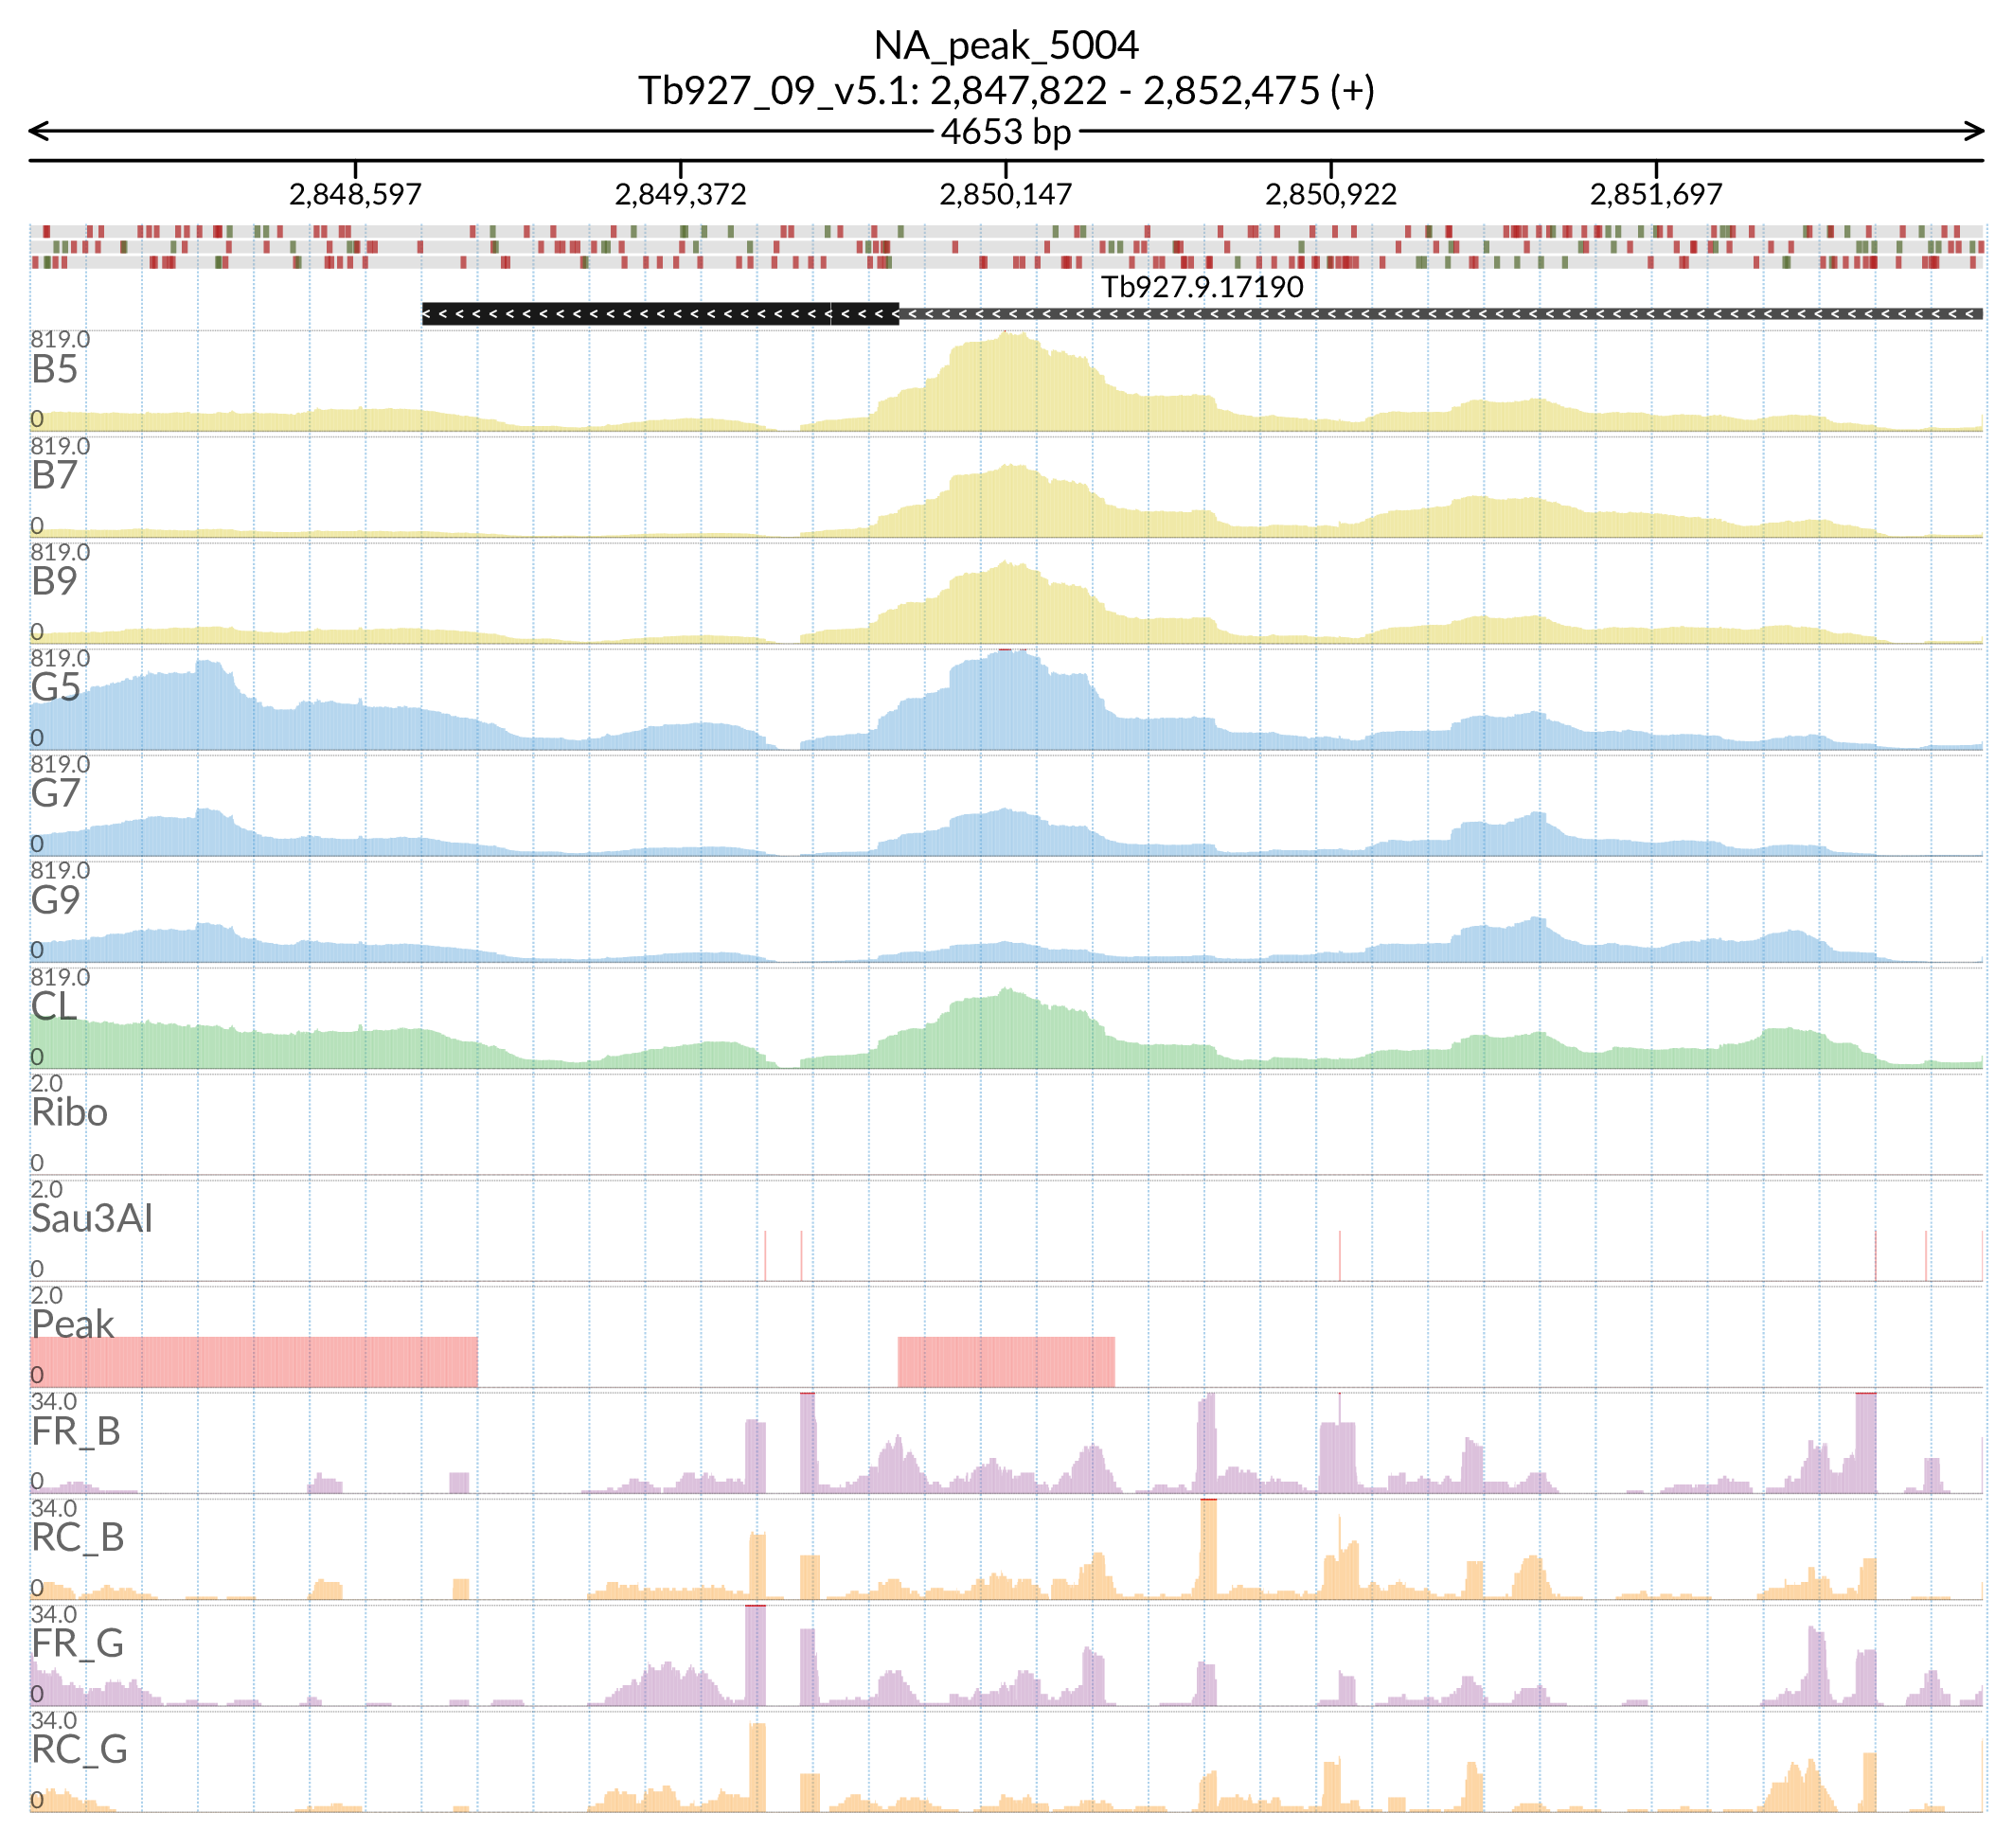 NA_peak_5004
Tb927_09_v5.1: 2,847,822 - 2,852,475 (+)
4653 bp
2,848,597 2,849,372 2,850,147 2,850,922 2,851,697
Tb927.9.17190
819.0
B5
0
819.0
B7
0
819.0
B9
0
819.0
G5
0
819.0
G7
0
819.0
G9
0
819.0
CL
0
2.0
Ribo
0
2.0
Sau3AI
0
2.0
Peak
0
34.0
FR_B
0
34.0
RC_B
0
34.0
FR_G
0
34.0
RC_G
0